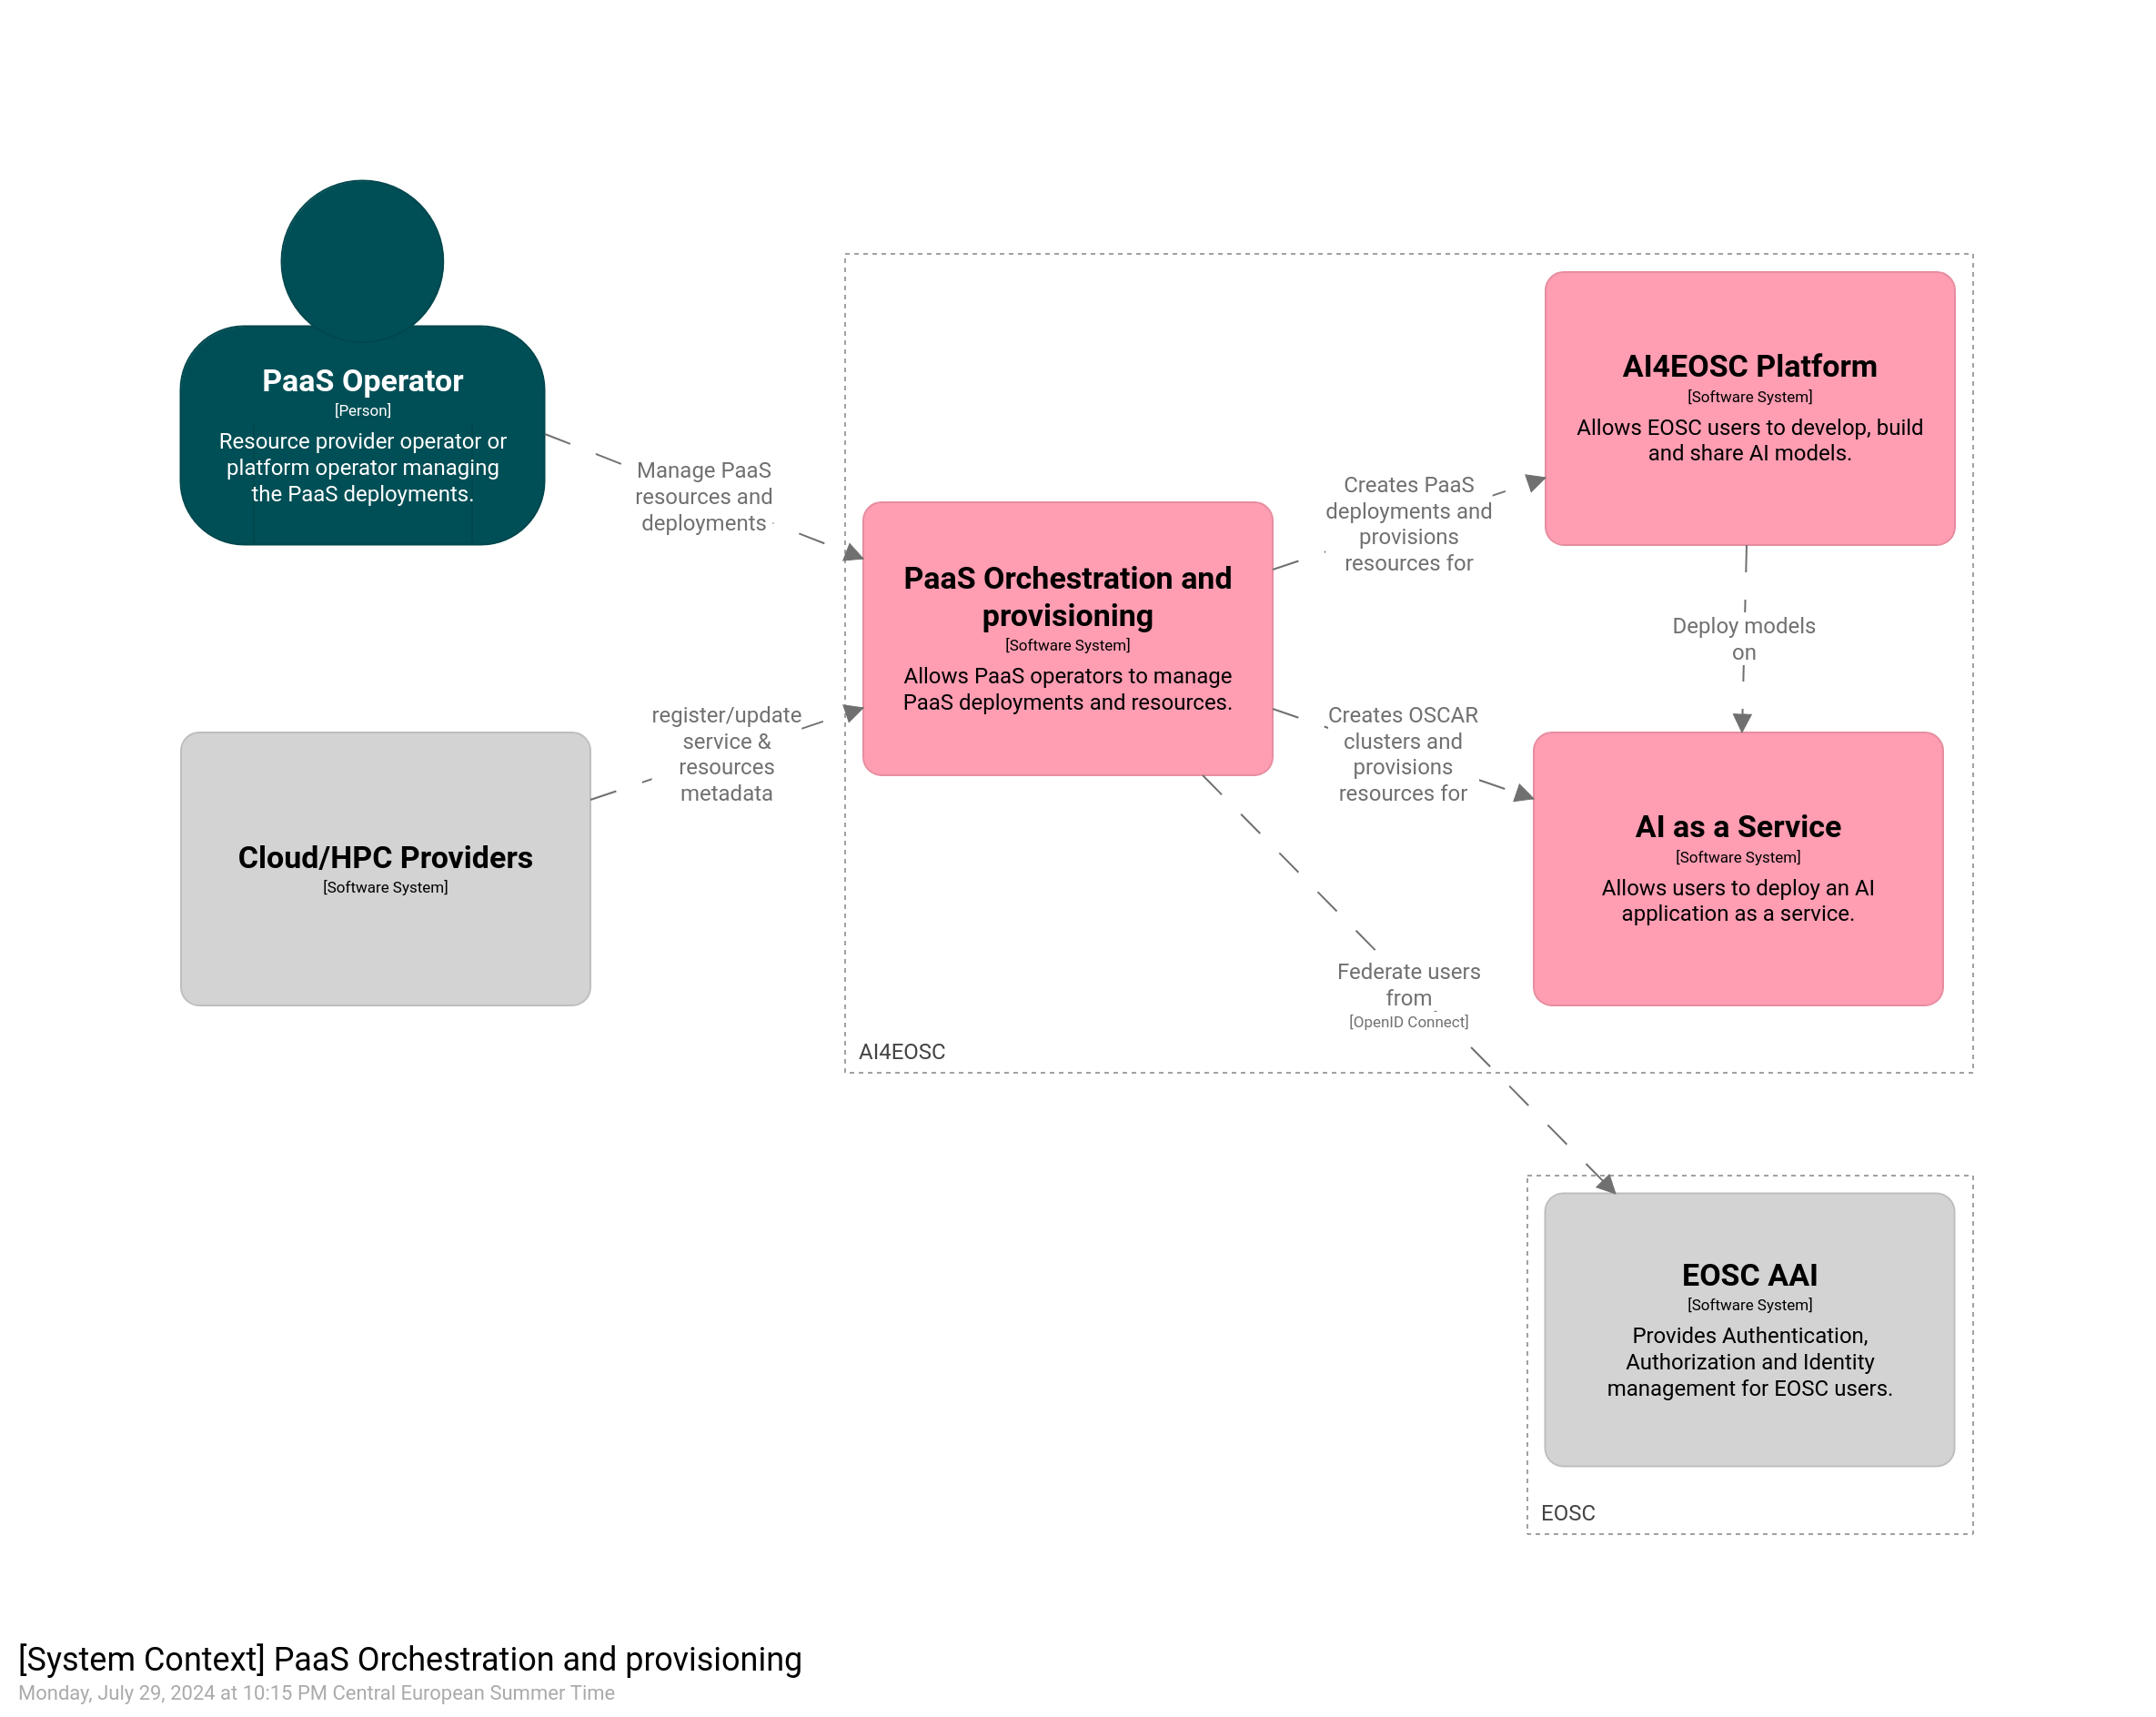 PaaS Operator
[Person]
Resource provider operator or
platform operator managing
the PaaS deployments.
Manage PaaS
resources and
deployments
Cloud/HPC Providers
[Software System]
register/update
service &
resources
metadata
PaaS Orchestration and
provisioning
[Software System]
Allows PaaS operators to manage
PaaS deployments and resources.
Creates PaaS
deployments and
provisions
resources for
AI4EOSC Platform
[Software System]
Allows EOSC users to develop, build
and share AI models.
Deploy models
on
Creates OSCAR
clusters and
provisions
resources for
AI as a Service
[Software System]
Allows users to deploy an AI
application as a service.
Federate users
from
[OpenID Connect]
AI4EOSC
EOSC AAI
[Software System]
Provides Authentication,
Authorization and Identity
management for EOSC users.
EOSC
[System Context] PaaS Orchestration and provisioning
Monday, July 29, 2024 at 10:15 PM Central European Summer Time